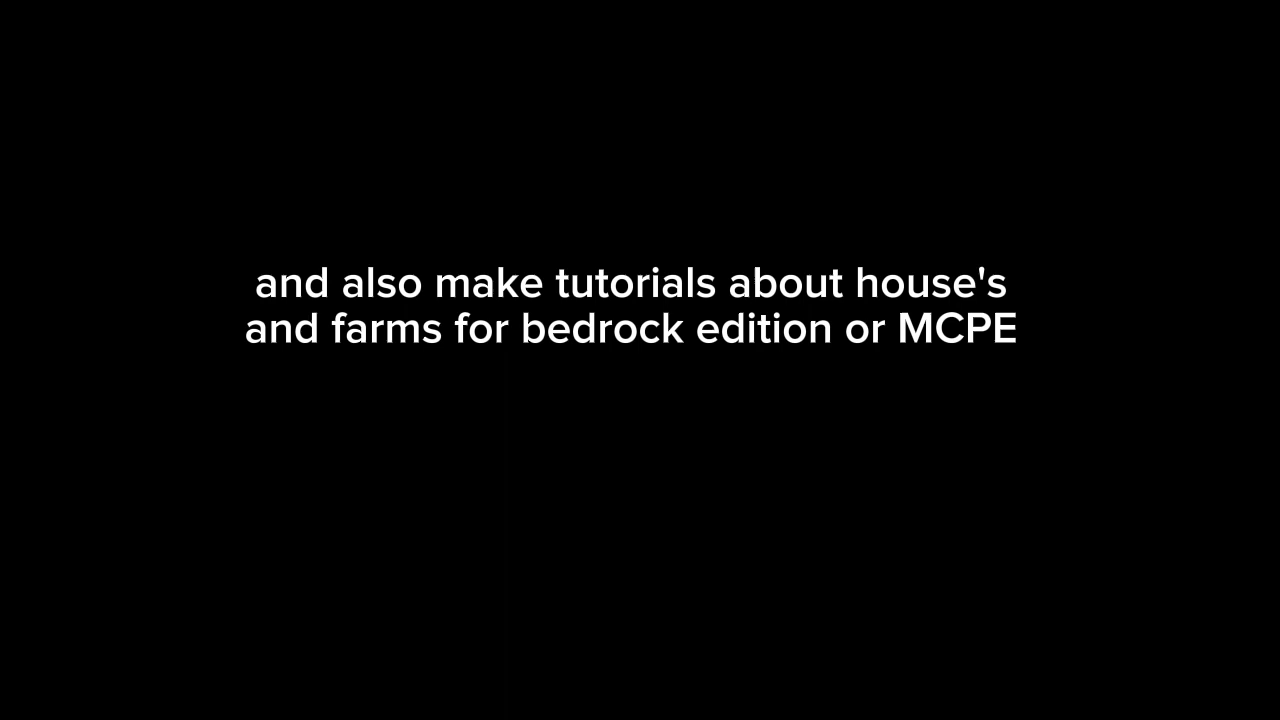 and also make tutorials about house's
and farms for bedrock edition or MCPE